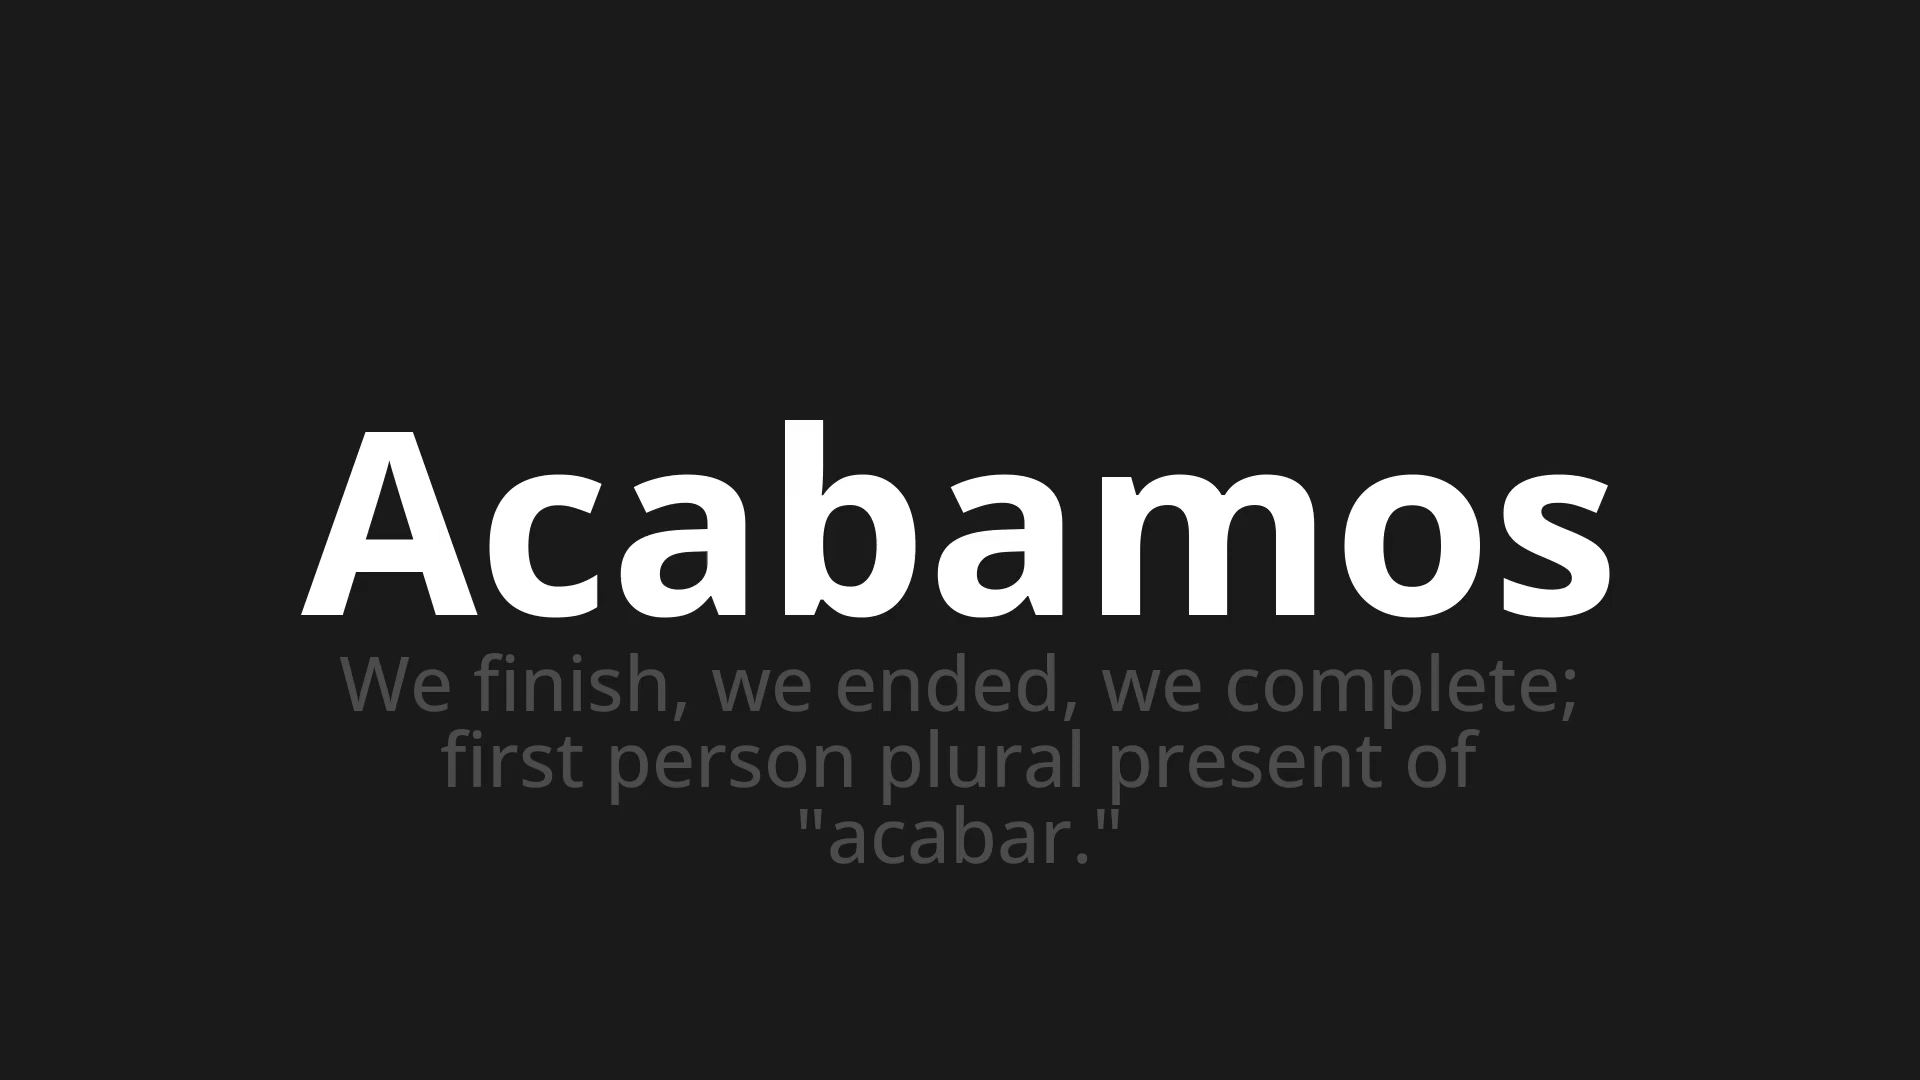 Acabamos
We finish, we ended, we complete;
first person plural present of
"acabar."